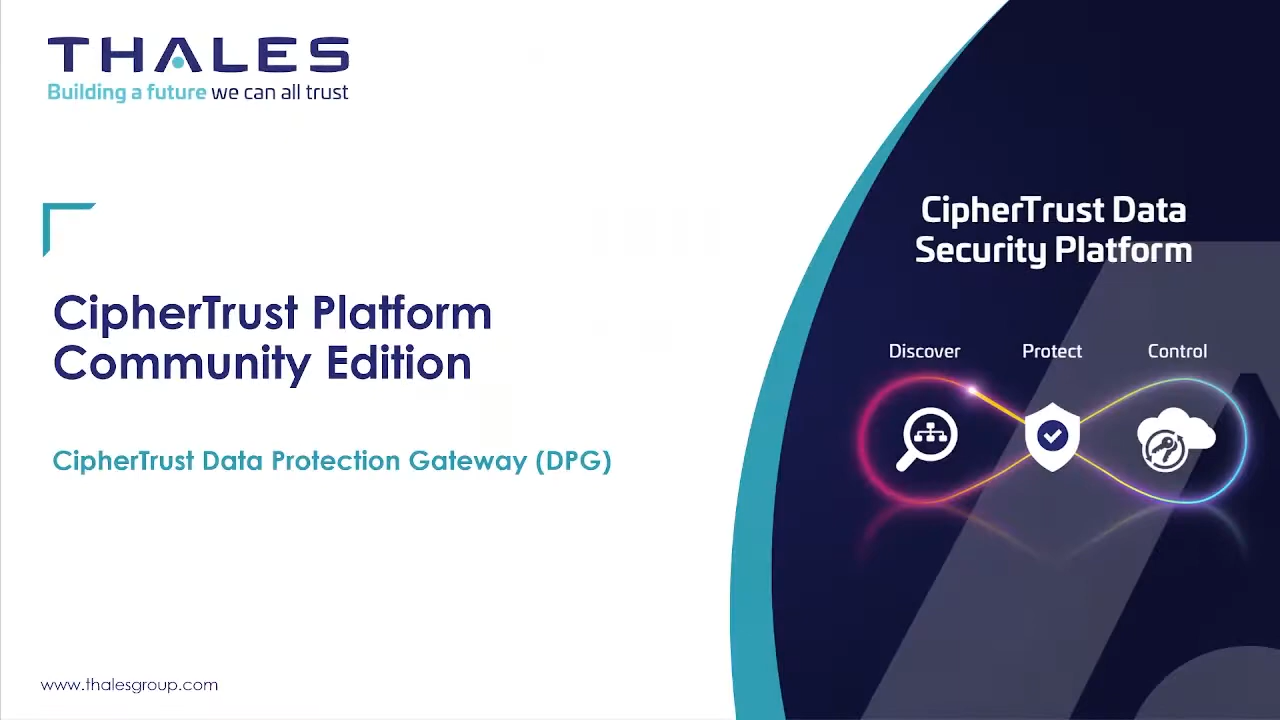 THALES
Building a future we can all trust
CipherTrust Platform
Community Edition
CipherTrust Data Protection Gateway (DPG)
www.thalesgroup.com
CipherTrust Data
Security Platform
Discover
Protect
Control